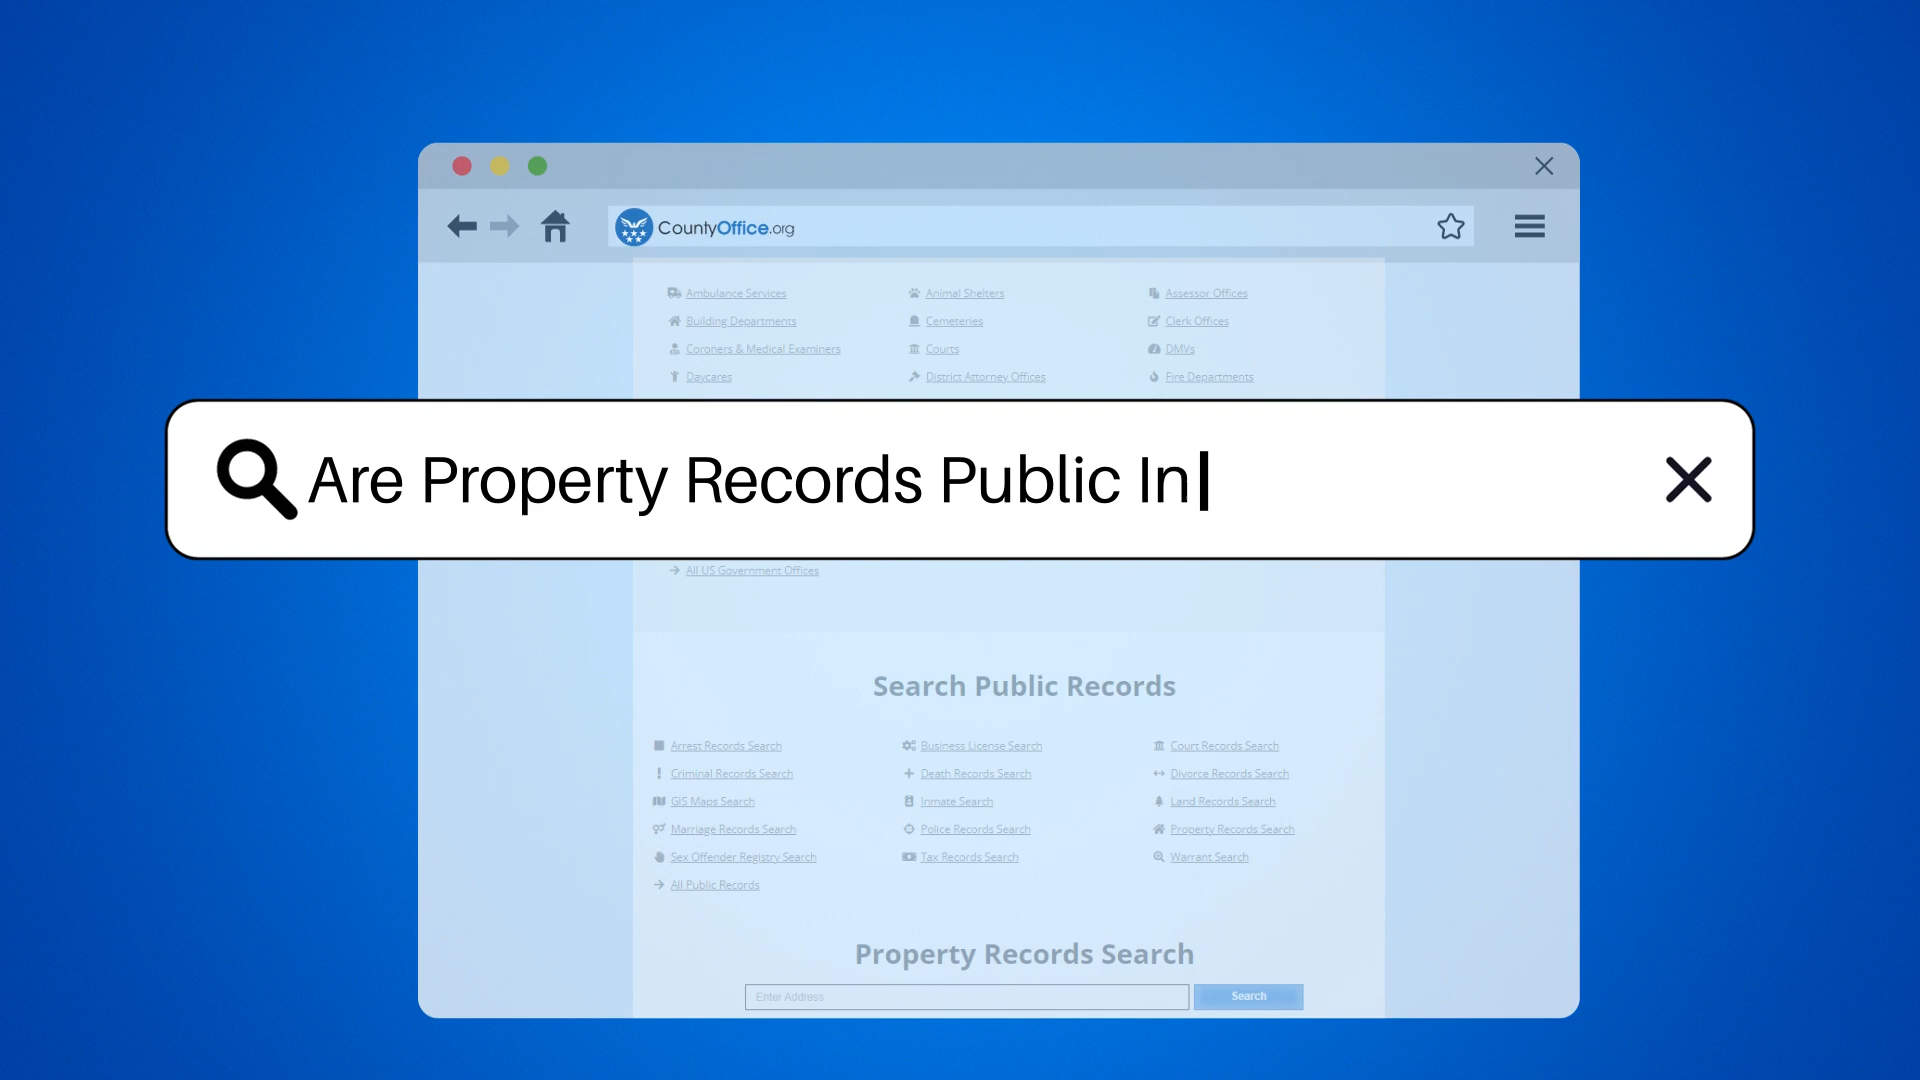 CountyOffice.org
Ambulance Services Animal Shelters Assessor Offices
Building Departments Cemeteries Clerk Offices
Coroners & Medical Examiners Courts DMVs
Daycares District Attorney Offices Fire Departments
Are Property Records Public In
All US Government Offices
Search Public Records
Arrest Records Search Business License Search Court Records Search
Criminal Records Search Death Records Search Divorce Records Search
GIS Maps Search Inmate Search Land Records Search
Marriage Records Search Police Records Search Property Records Search
Sex Offender Registry Search Tax Records Search Warrant Search
All Public Records
Property Records Search
Enter Address Search